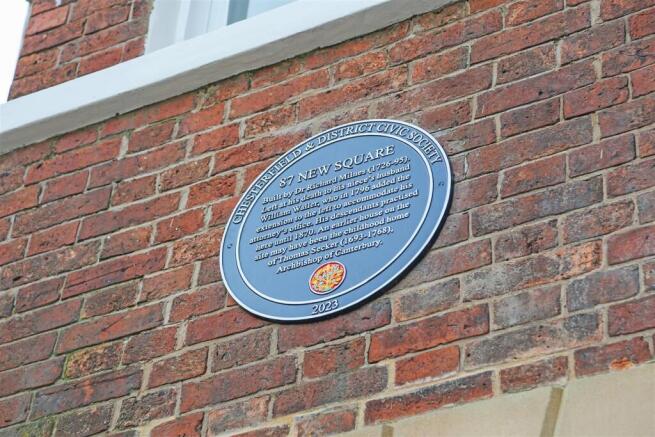 CHESTERFIELD & DISTRICT CIVIC SOCIETY
87 NEW SQUARE
Built by Dr Richard Milnes (1726-95).
Left at his death to his niece's husband
William Waller, who in 1796 added the
extension to the left to accommodate his
attorney's office. His descendants practised
here until 1870. An earlier house on the
site may have been the childhood home
of Thomas Secker (1693-1768),
Archbishop of Canterbury.
2023